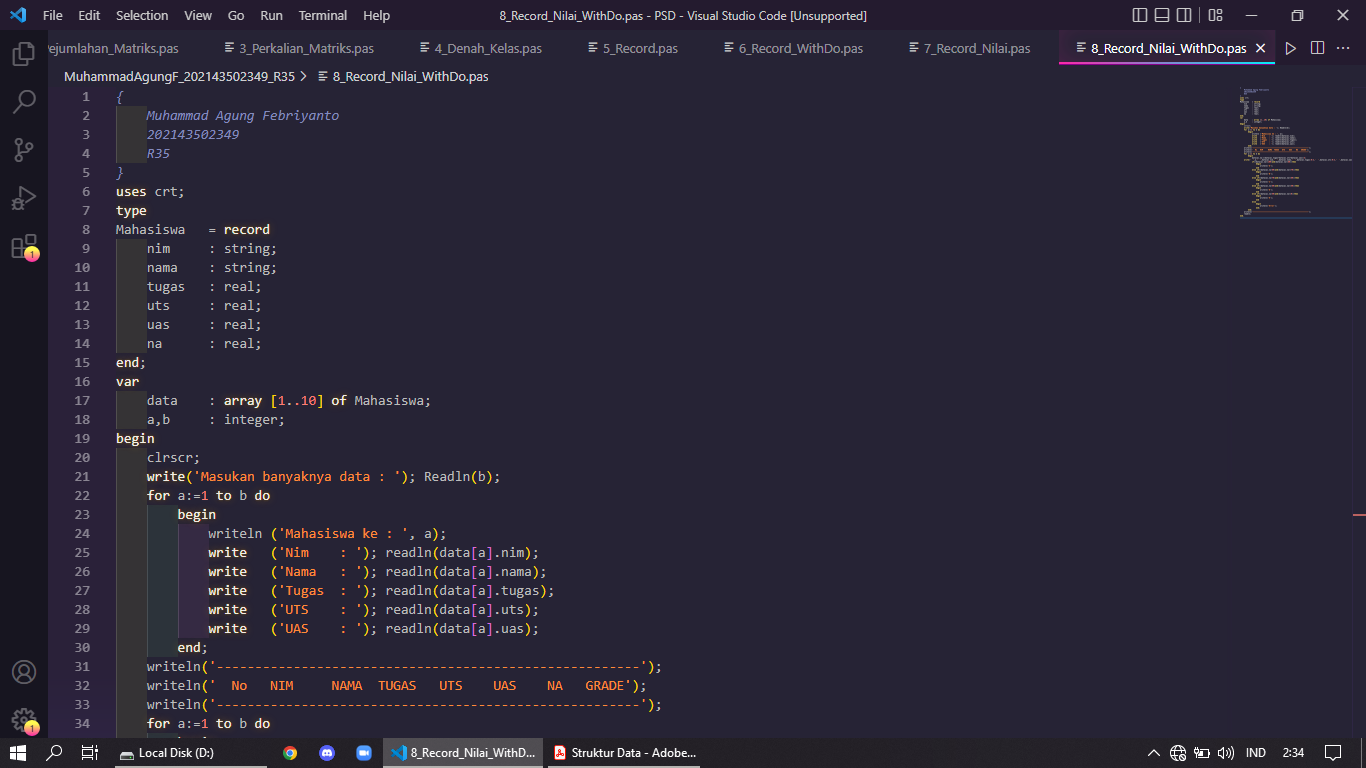 File Edit Selection View Go Run Terminal Help 8_Record_Nilai_WithDo.pas - PSD - Visual Studio Code [Unsupported]
ejumlahan_Matriks.pas 3_Perkalian_Matriks.pas 4_Denah_Kelas.pas 5_Record.pas 6_Record_WithDo.pas 7_Record_Nilai.pas 8_Record_Nilai_WithDo.pas
MuhammadAgungF_202143502349_R35 > 8_Record_Nilai_WithDo.pas
1 {
2 Muhammad Agung Febriyanto
3 202143502349
4 R35
5 }
6 uses crt;
7 type
8 Mahasiswa = record
9 nim : string;
10 nama : string;
11 tugas : real;
12 uts : real;
13 uas : real;
14 na : real;
15 end;
16 var
17 data : array [1..10] of Mahasiswa;
18 a,b : integer;
19 begin
20 clrscr;
21 write('Masukan banyaknya data : '); Readln(b);
22 for a:=1 to b do
23 begin
24 writeln ('Mahasiswa ke : ', a);
25 write ('Nim : '); readln(data[a].nim);
26 write ('Nama : '); readln(data[a].nama);
27 write ('Tugas : '); readln(data[a].tugas);
28 write ('UTS : '); readln(data[a].uts);
29 write ('UAS : '); readln(data[a].uas);
30 end;
31 writeln('-------------------------------------------------------');
32 writeln(' No NIM NAMA TUGAS UTS UAS NA GRADE');
33 writeln('-------------------------------------------------------');
34 for a:=1 to b do
1
1
Local Disk (D:) 8_Record_Nilai_WithD... Struktur Data - Adobe... IND 2:34